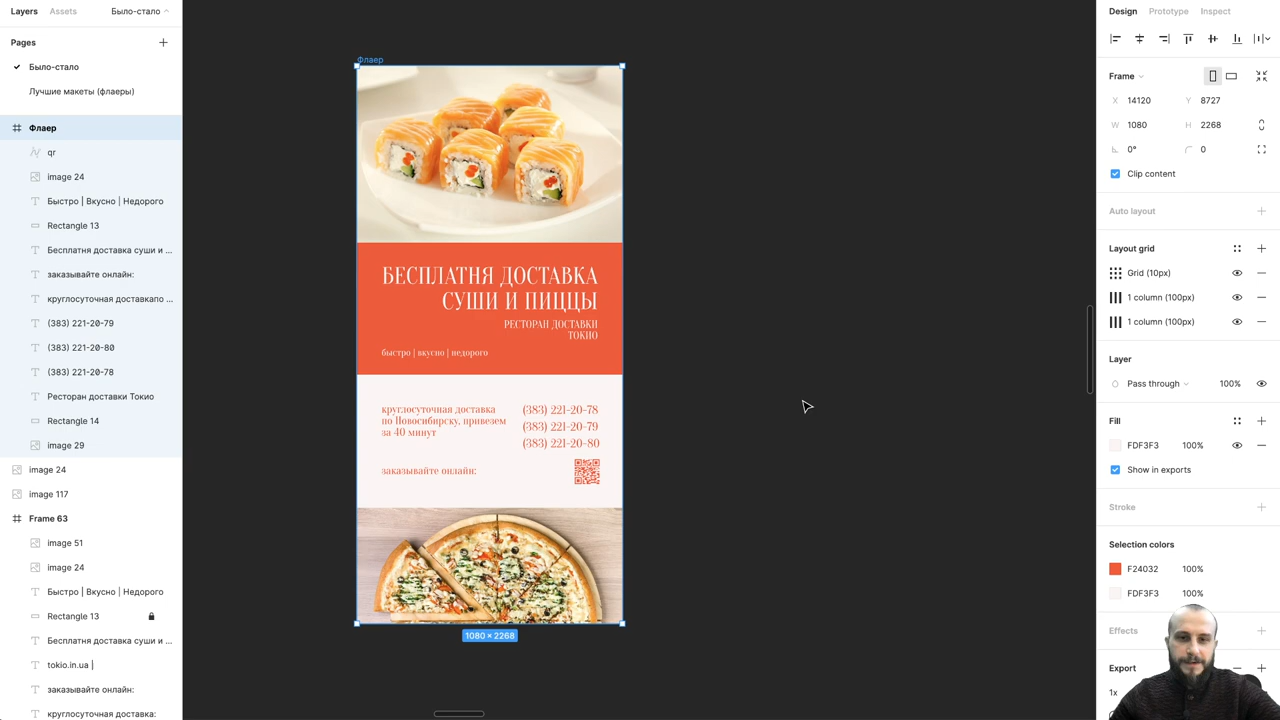 Layers
Assets
Было-стало
Pages
Было-стало
Лучшие макеты (флаеры)
Флаер
qr
image 24
Быстро | Вкусно | Недорого
Rectangle 13
Бесплатня доставка суши и ...
заказывайте онлайн:
круглосуточная доставкапо ...
(383) 221-20-79
(383) 221-20-80
(383) 221-20-78
Ресторан доставки Токио
Rectangle 14
image 29
image 24
image 117
Frame 63
image 51
image 24
Быстро | Вкусно | Недорого
Rectangle 13
Бесплатня доставка суши и ...
tokio.in.ua |
заказывайте онлайн:
круглосуточная доставка:
Флаер
БЕСПЛАТНЯ ДОСТАВКА
СУШИ И ПИЦЦЫ
РЕСТОРАН ДОСТАВКИ
ТОКИО
быстро | вкусно | недорого
круглосуточная доставка
по Новосибирску, привезем
за 40 минут
(383) 221-20-78
(383) 221-20-79
(383) 221-20-80
заказывайте онлайн:
1080 × 2268
Design
Prototype
Inspect
Frame
X 14120 Y 8727
W 1080 H 2268
0° 0
Clip content
Auto layout
Layout grid
Grid (10px)
1 column (100px)
1 column (100px)
Layer
Pass through 100%
Fill
FDF3F3 100%
Show in exports
Stroke
Selection colors
F24032 100%
FDF3F3 100%
Effects
Export
1x